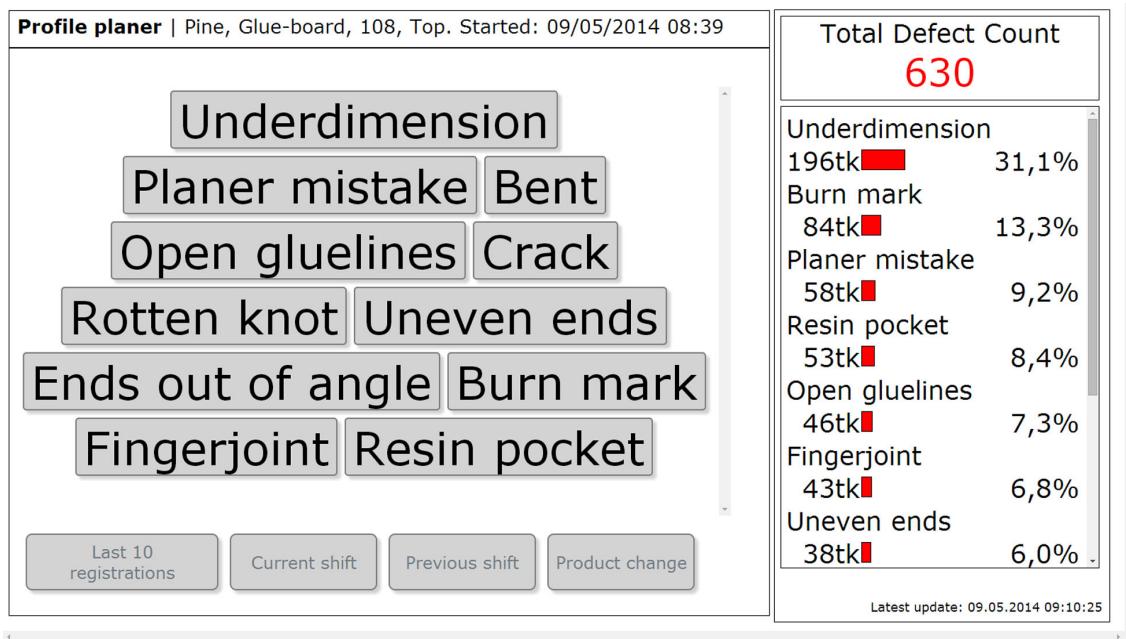 Profile planer | Pine, Glue-board, 108, Top. Started: 09/05/2014 08:39
Underdimension
Planer mistake Bent
Open gluelines Crack
Rotten knot Uneven ends
Ends out of angle Burn mark
Fingerjoint Resin pocket
Last 10
registrations
Current shift Previous shift Product change
Total Defect Count
630
Underdimension
196tk 31,1%
Burn mark
84tk 13,3%
Planer mistake
58tk 9,2%
Resin pocket
53tk 8,4%
Open gluelines
46tk 7,3%
Fingerjoint
43tk 6,8%
Uneven ends
38tk 6,0%
Latest update: 09.05.2014 09:10:25